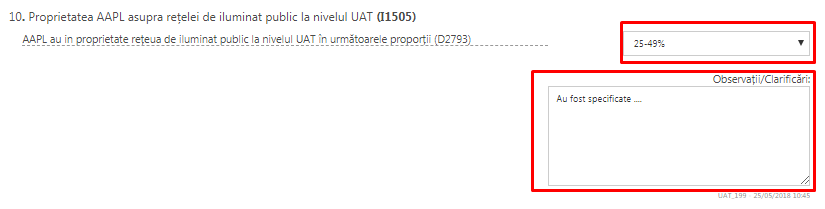 10. Proprietatea AAPL asupra rețelei de iluminat public la nivelul UAT (I1505)
AAPL au in proprietate rețeua de iluminat public la nivelul UAT în următoarele proporții (D2793)
25-49%
Observații/Clarificări:
Au fost specificate ....
UAT_199 - 25/05/2018 10:45